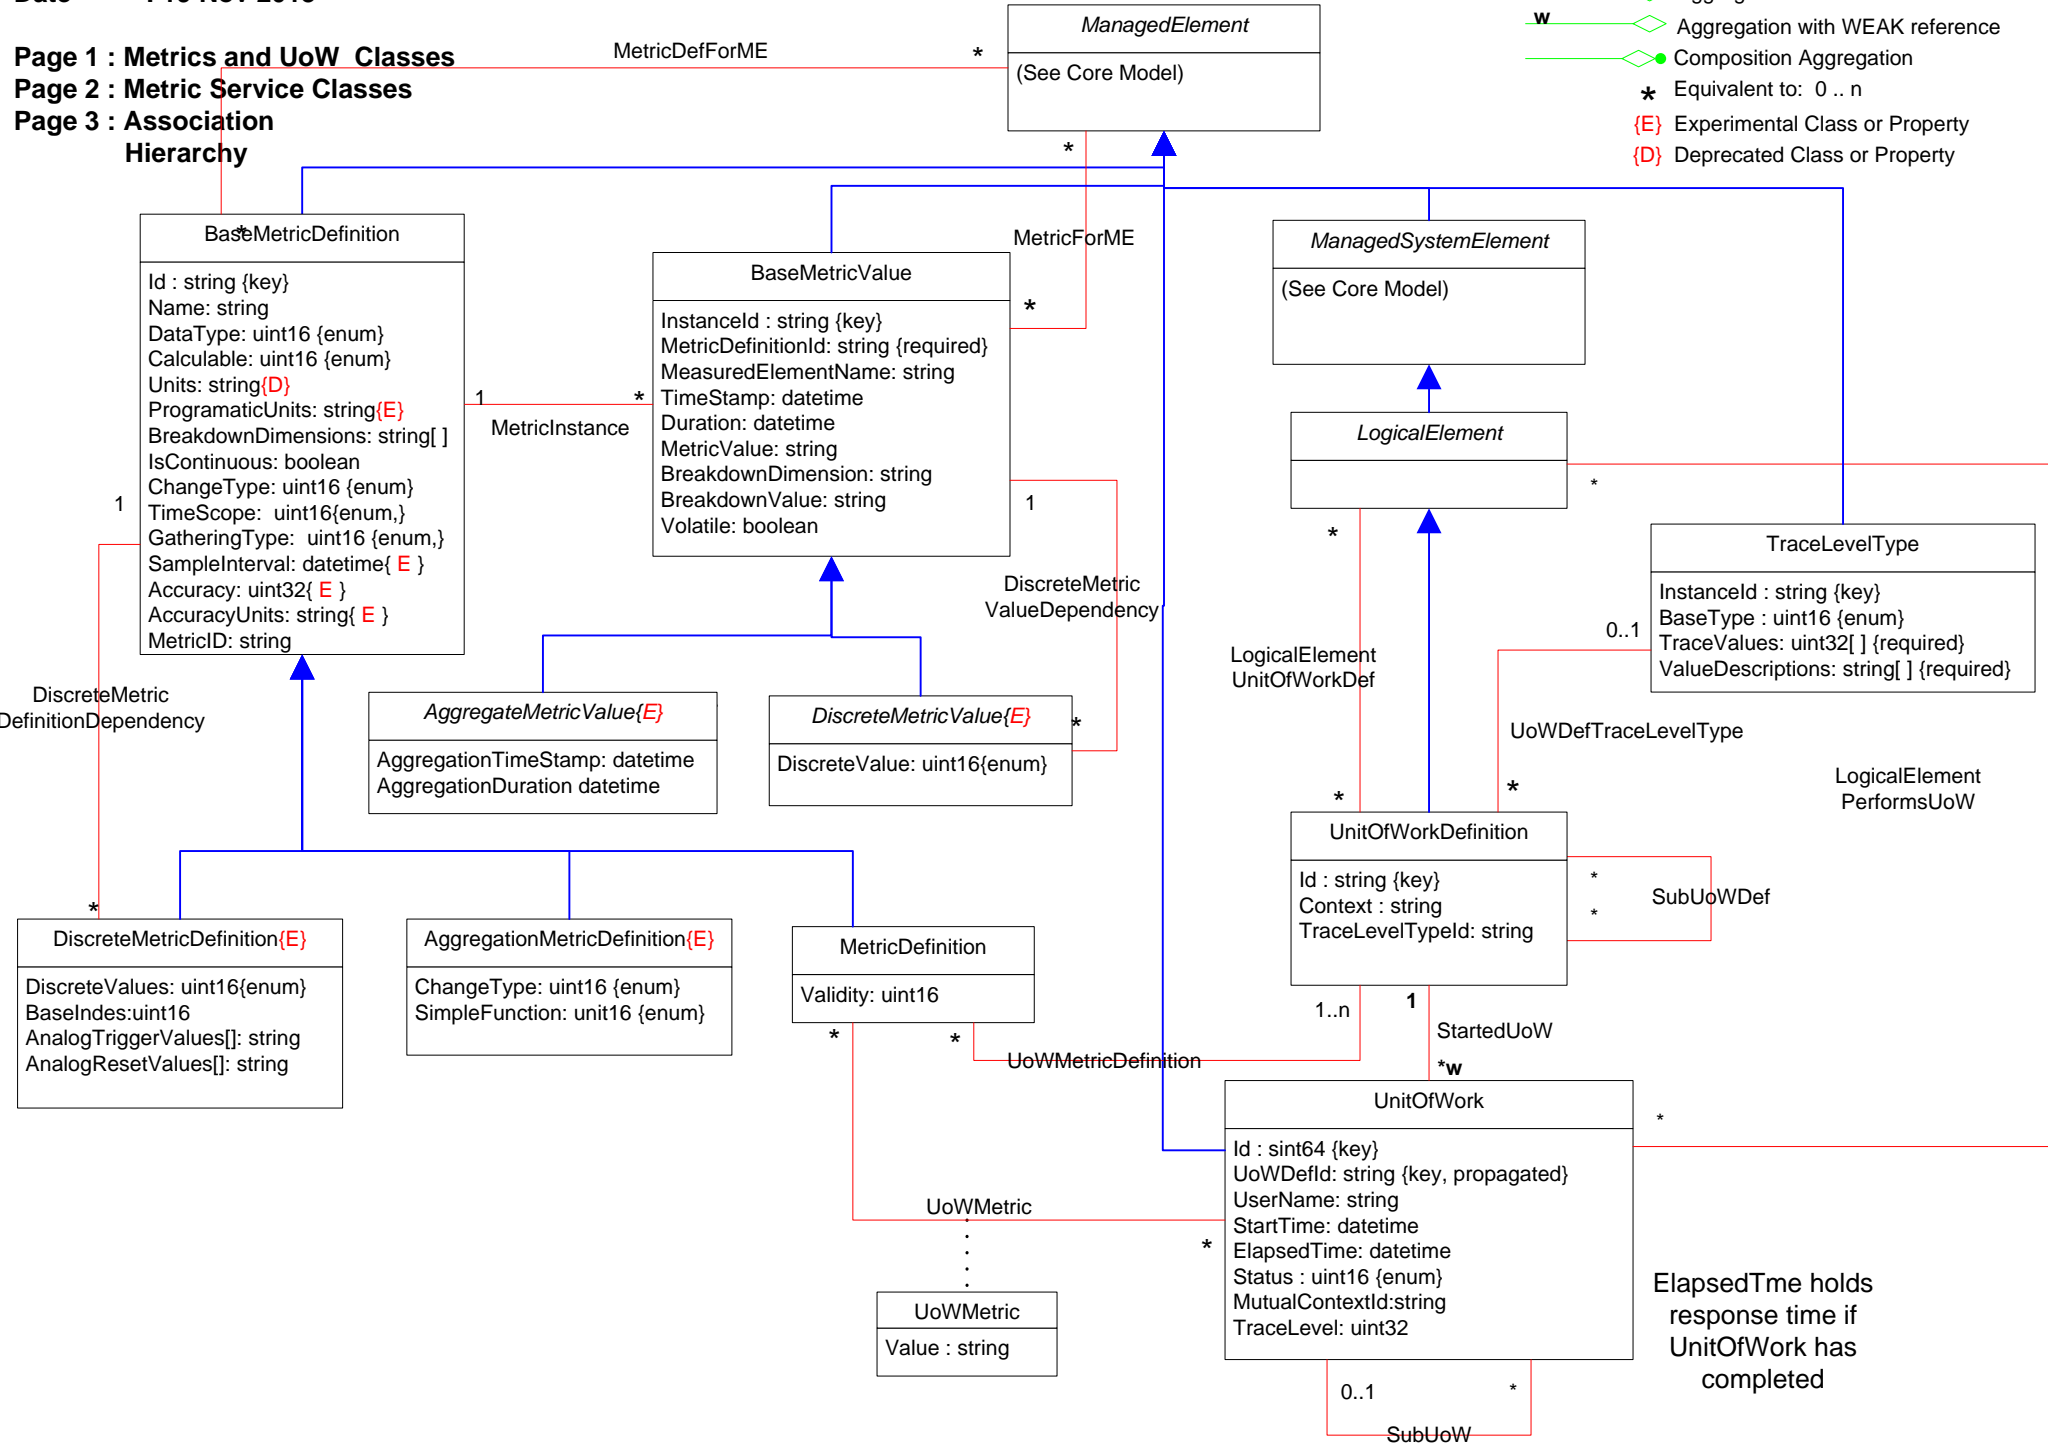 Page 1 : Metrics and UoW Classes
Page 2 : Metric Service Classes
Page 3 : Association
Hierarchy
w
Aggregation with WEAK reference
Composition Aggregation
* Equivalent to: 0 .. n
{E} Experimental Class or Property
{D} Deprecated Class or Property
ManagedElement
(See Core Model)
MetricDefForME
*
*
*
MetricForME
*
BaseMetricDefinition
Id : string {key}
Name: string
DataType: uint16 {enum}
Calculable: uint16 {enum}
Units: string{D}
ProgramaticUnits: string{E}
BreakdownDimensions: string[ ]
IsContinuous: boolean
ChangeType: uint16 {enum}
TimeScope: uint16{enum,}
GatheringType: uint16 {enum,}
SampleInterval: datetime{ E }
Accuracy: uint32{ E }
AccuracyUnits: string{ E }
MetricID: string
1
MetricInstance
*
BaseMetricValue
InstanceId : string {key}
MetricDefinitionId: string {required}
MeasuredElementName: string
TimeStamp: datetime
Duration: datetime
MetricValue: string
BreakdownDimension: string
BreakdownValue: string
Volatile: boolean
ManagedSystemElement
(See Core Model)
LogicalElement
*
*
TraceLevelType
InstanceId : string {key}
BaseType : uint16 {enum}
TraceValues: uint32[ ] {required}
ValueDescriptions: string[ ] {required}
1
DiscreteMetric
DefinitionDependency
*
1
DiscreteMetric
ValueDependency
*
AggregateMetricValue{E}
AggregationTimeStamp: datetime
AggregationDuration datetime
DiscreteMetricValue{E}
DiscreteValue: uint16{enum}
LogicalElement
UnitOfWorkDef
*
0..1
UoWDefTraceLevelType
*
LogicalElement
PerformsUoW
UnitOfWorkDefinition
Id : string {key}
Context : string
TraceLevelTypeId: string
*
*
SubUoWDef
DiscreteMetricDefinition{E}
DiscreteValues: uint16{enum}
BaseIndes:uint16
AnalogTriggerValues[]: string
AnalogResetValues[]: string
AggregationMetricDefinition{E}
ChangeType: uint16 {enum}
SimpleFunction: unit16 {enum}
MetricDefinition
Validity: uint16
*
*
UoWMetricDefinition
1..n
1
StartedUoW
*w
UnitOfWork
Id : sint64 {key}
UoWDefId: string {key, propagated}
UserName: string
StartTime: datetime
ElapsedTime: datetime
Status : uint16 {enum}
MutualContextId:string
TraceLevel: uint32
*
UoWMetric
*
UoWMetric
Value : string
ElapsedTme holds
response time if
UnitOfWork has
completed
0..1
*
SubUoW